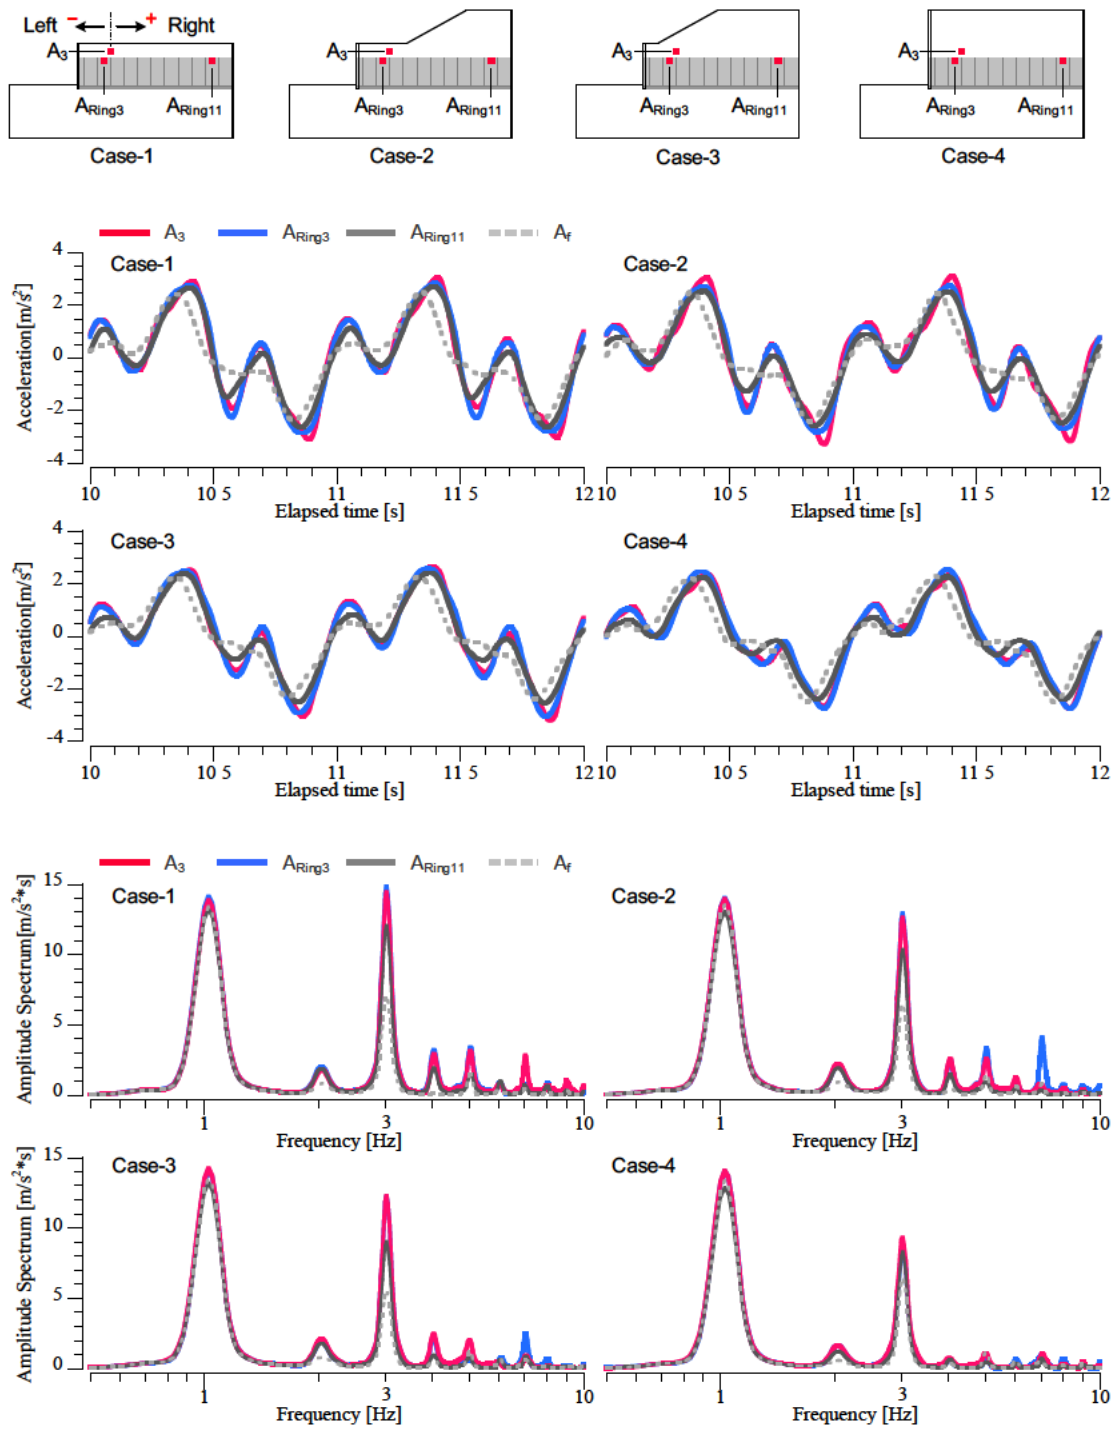 Left − + Right
A3 A3 A3 A3
ARing3 ARing11 ARing3 ARing11 ARing3 ARing11 ARing3 ARing11
Case-1 Case-2 Case-3 Case-4
A3 ARing3 ARing11 Af
4 Case-1 Case-2
2
0
-2
-4
Acceleration[m/s²]
10 10 5 11 11 5 12 10 10 5 11 11 5 12
Elapsed time [s] Elapsed time [s]
4 Case-3 Case-4
2
0
-2
-4
Acceleration[m/s²]
10 10 5 11 11 5 12 10 10 5 11 11 5 12
Elapsed time [s] Elapsed time [s]
A3 ARing3 ARing11 Af
15 Case-1 Case-2
10
5
0
Amplitude Spectrum[m/s²*s]
1 3 10 1 3 10
Frequency [Hz] Frequency [Hz]
15 Case-3 Case-4
10
5
0
Amplitude Spectrum [m/s²*s]
1 3 10 1 3 10
Frequency [Hz] Frequency [Hz]